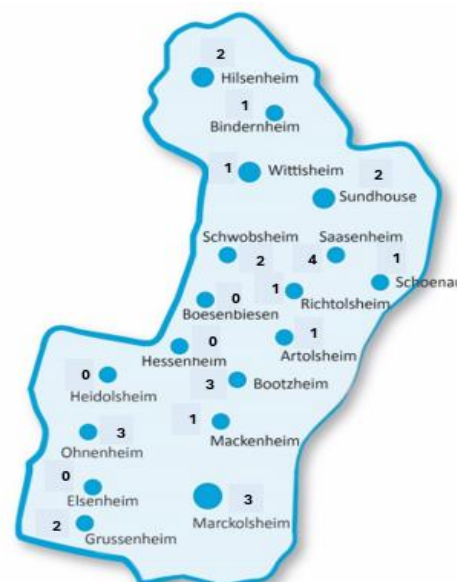 2
Hilsenheim
1
Bindernheim
1
Wittisheim
2
Sundhouse
Schwobsheim
2
Saasenheim
4
1
Schoenau
1
Richtolsheim
0
Boesenbiesen
0
Hessenheim
1
Artolsheim
0
Heidolsheim
3
Bootzheim
1
Mackenheim
3
Ohnenheim
0
Elsenheim
3
Marckolsheim
2
Grussenheim